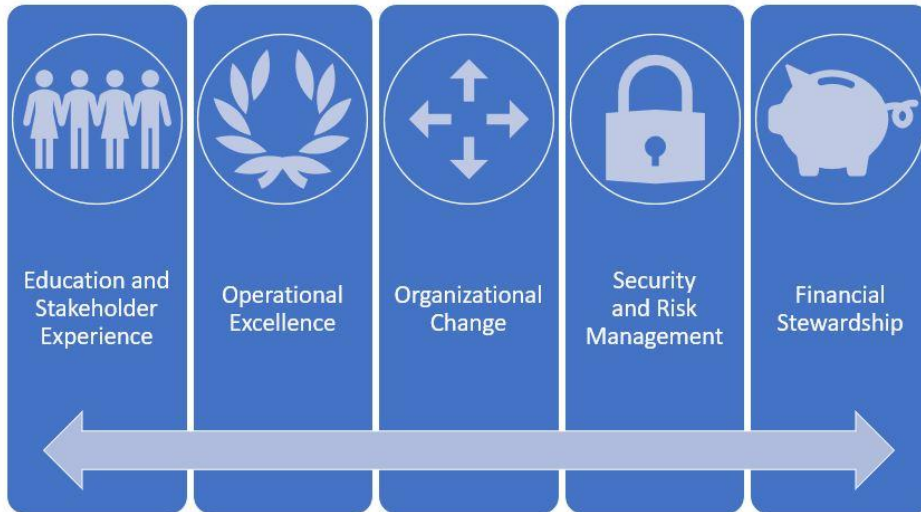 Education and
Stakeholder
Experience
Operational
Excellence
Organizational
Change
Security
and Risk
Management
Financial
Stewardship